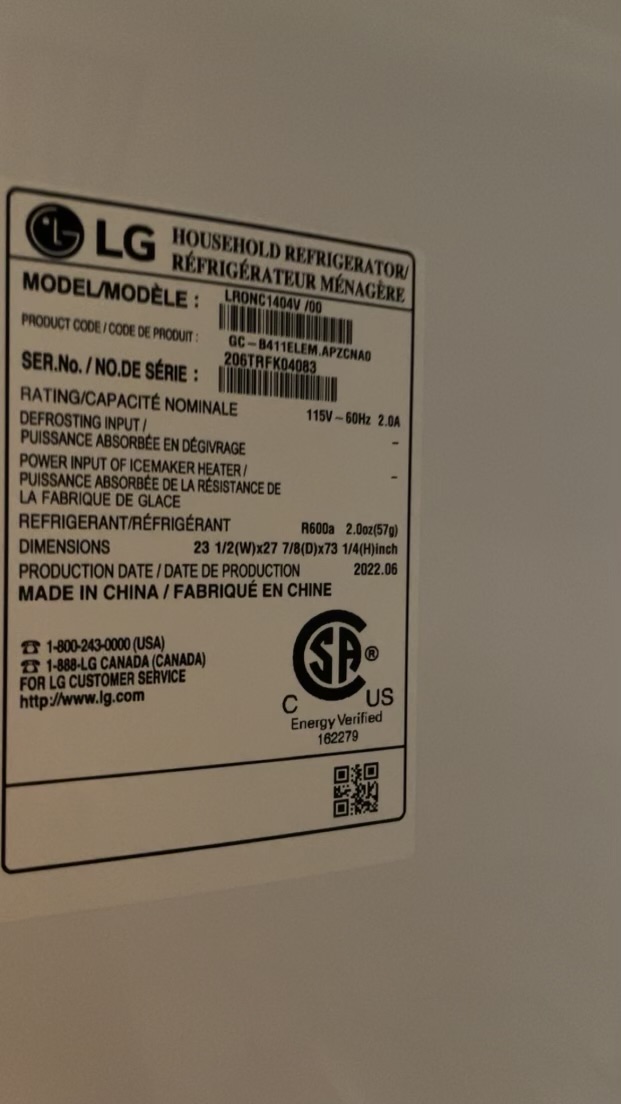 LG HOUSEHOLD REFRIGERATOR/
RÉFRIGÉRATEUR MÉNAGÈRE
MODEL/MODÈLE : LRONC1404V /00
PRODUCT CODE / CODE DE PRODUIT : GC-B411ELEM.APZCNA0
SER.No. / NO.DE SÉRIE : 206TRFK04083
RATING/CAPACITÉ NOMINALE 115V~60Hz 2.0A
DEFROSTING INPUT /
PUISSANCE ABSORBÉE EN DÉGIVRAGE -
POWER INPUT OF ICEMAKER HEATER /
PUISSANCE ABSORBÉE DE LA RÉSISTANCE DE -
LA FABRIQUE DE GLACE
REFRIGERANT/RÉFRIGÉRANT R600a 2.0oz(57g)
DIMENSIONS 23 1/2(W)x27 7/8(D)x73 1/4(H)inch
PRODUCTION DATE / DATE DE PRODUCTION 2022.06
MADE IN CHINA / FABRIQUÉ EN CHINE
☎ 1-800-243-0000 (USA)
☎ 1-888-LG CANADA (CANADA)
FOR LG CUSTOMER SERVICE
http://www.lg.com
CSA ®
C US
Energy Verified
162279